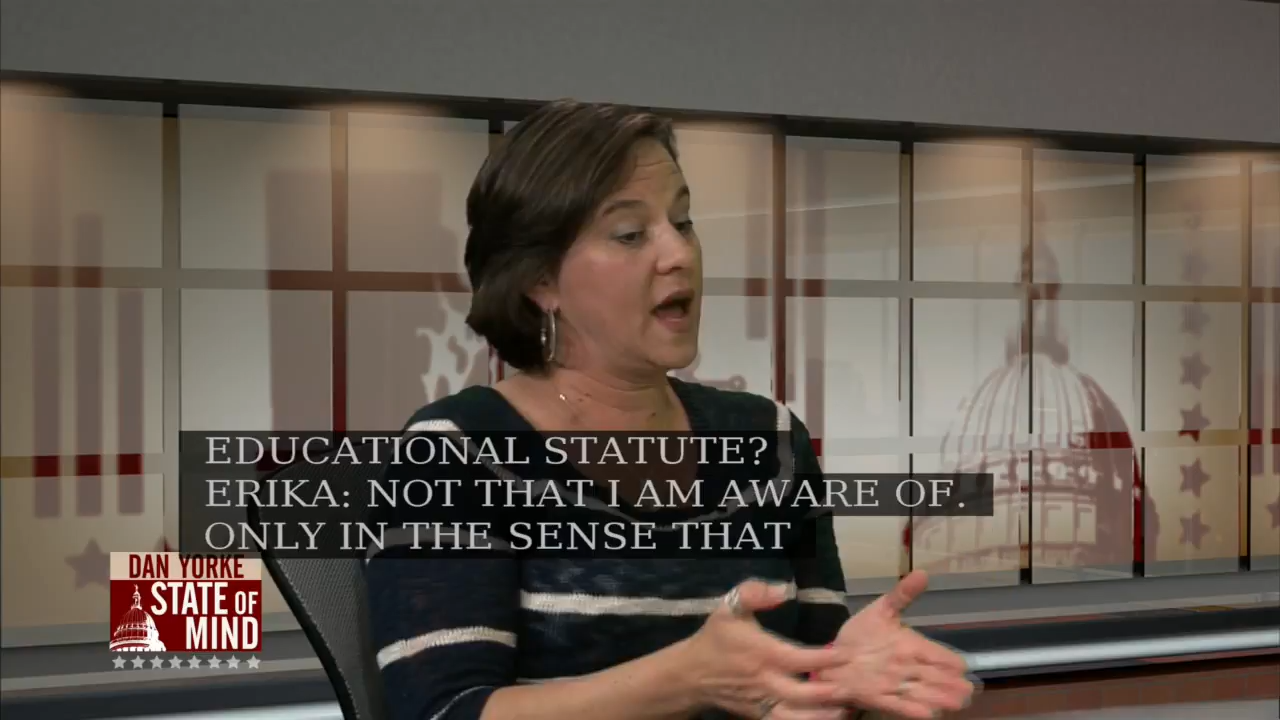 EDUCATIONAL STATUTE?
ERIKA: NOT THAT I AM AWARE OF.
ONLY IN THE SENSE THAT
DAN YORKE
STATE OF
MIND